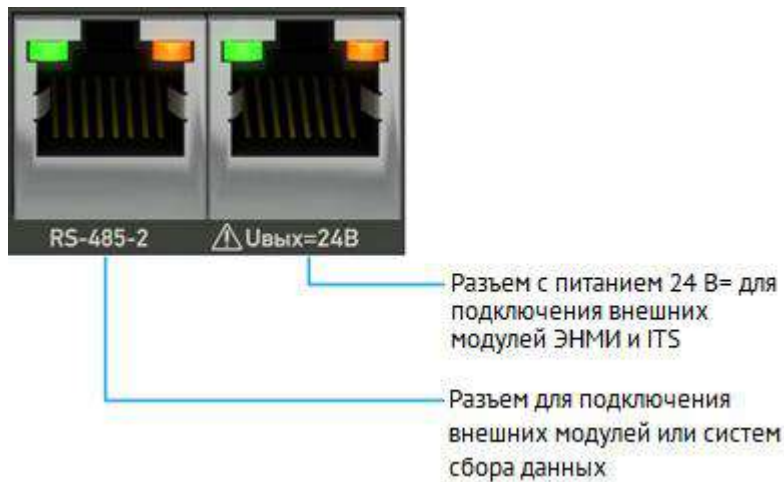 RS-485-2
⚠Uвых=24В
Разъем с питанием 24 В= для
подключения внешних
модулей ЭНМИ и ITS
Разъем для подключения
внешних модулей или систем
сбора данных